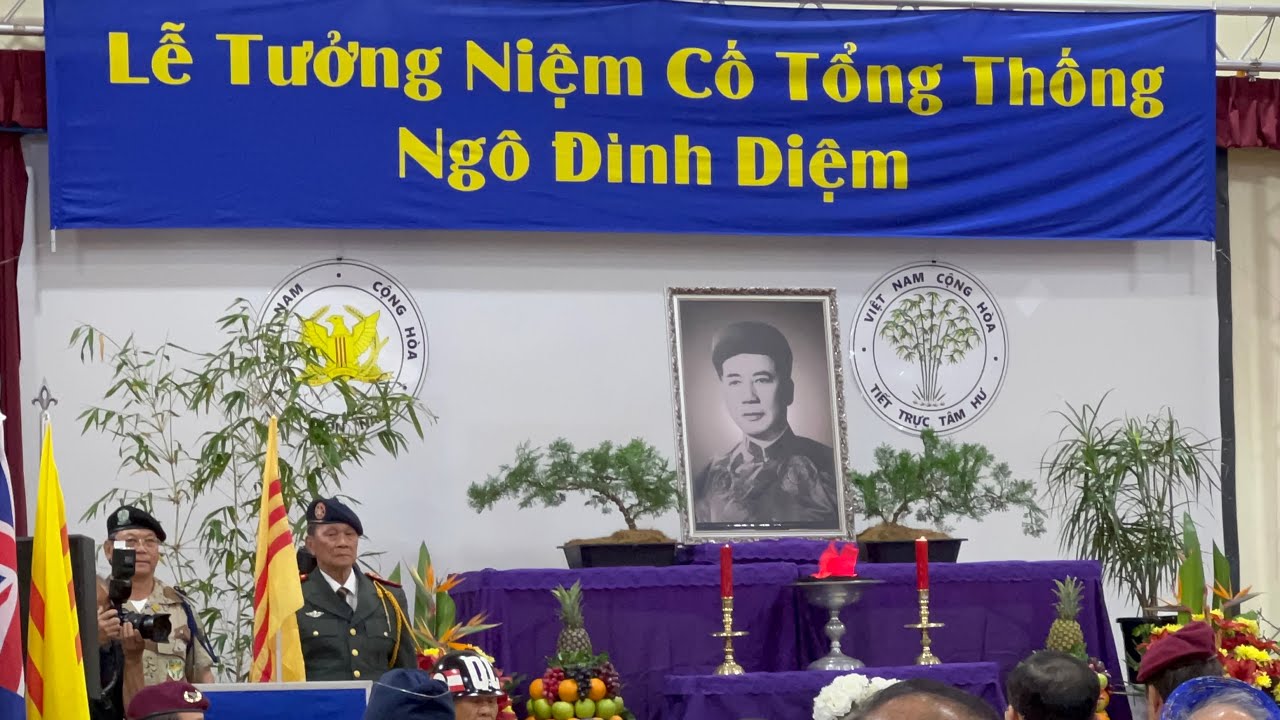 Lễ Tưởng Niệm Cố Tổng Thống
Ngô Đình Diệm
NAM · CỘNG HÒA
VIỆT NAM CỘNG HÒA
TIẾT TRỰC TÂM HƯ